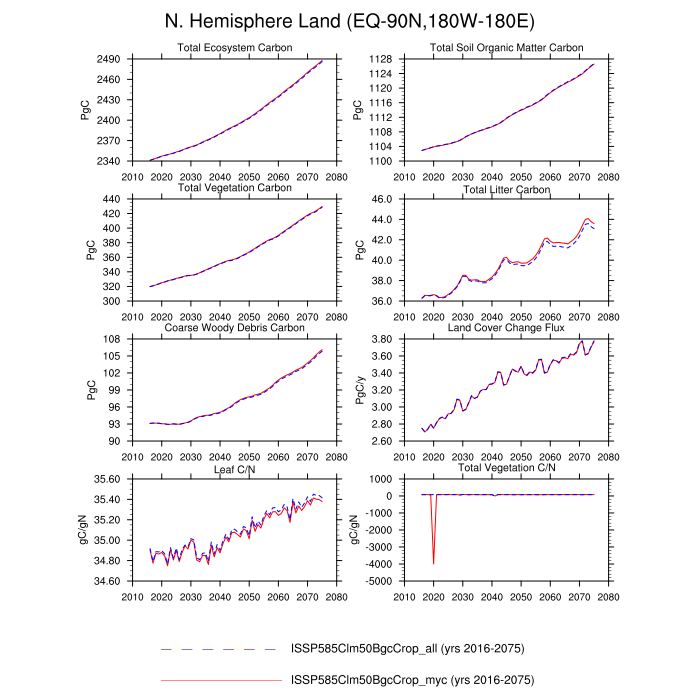 N. Hemisphere Land (EQ-90N,180W-180E)
Total Ecosystem Carbon
PgC
2490
2460
2430
2400
2370
2340
2010 2020 2030 2040 2050 2060 2070 2080
Total Soil Organic Matter Carbon
PgC
1128
1124
1120
1116
1112
1108
1104
1100
2010 2020 2030 2040 2050 2060 2070 2080
Total Vegetation Carbon
PgC
440
420
400
380
360
340
320
300
2010 2020 2030 2040 2050 2060 2070 2080
Total Litter Carbon
PgC
46.0
44.0
42.0
40.0
38.0
36.0
2010 2020 2030 2040 2050 2060 2070 2080
Coarse Woody Debris Carbon
PgC
108
105
102
99
96
93
90
2010 2020 2030 2040 2050 2060 2070 2080
Land Cover Change Flux
PgC/y
3.80
3.60
3.40
3.20
3.00
2.80
2.60
2010 2020 2030 2040 2050 2060 2070 2080
Leaf C/N
gC/gN
35.60
35.40
35.20
35.00
34.80
34.60
2010 2020 2030 2040 2050 2060 2070 2080
Total Vegetation C/N
gC/gN
1000
0
-1000
-2000
-3000
-4000
-5000
2010 2020 2030 2040 2050 2060 2070 2080
ISSP585Clm50BgcCrop_all (yrs 2016-2075)
ISSP585Clm50BgcCrop_myc (yrs 2016-2075)